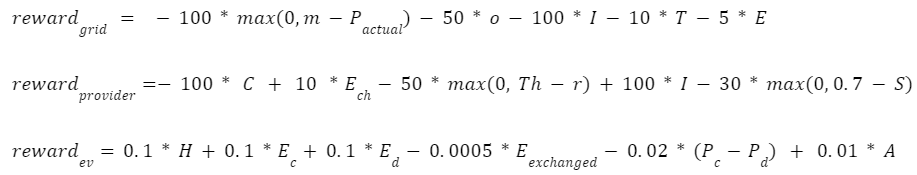 reward_grid = − 100 * max(0, m − P_actual) − 50 * o − 100 * I − 10 * T − 5 * E
reward_provider =− 100 * C + 10 * E_ch − 50 * max(0, Th − r) + 100 * I − 30 * max(0, 0.7 − S)
reward_ev = 0.1 * H + 0.1 * E_c + 0.1 * E_d − 0.0005 * E_exchanged − 0.02 * (P_c − P_d) + 0.01 * A